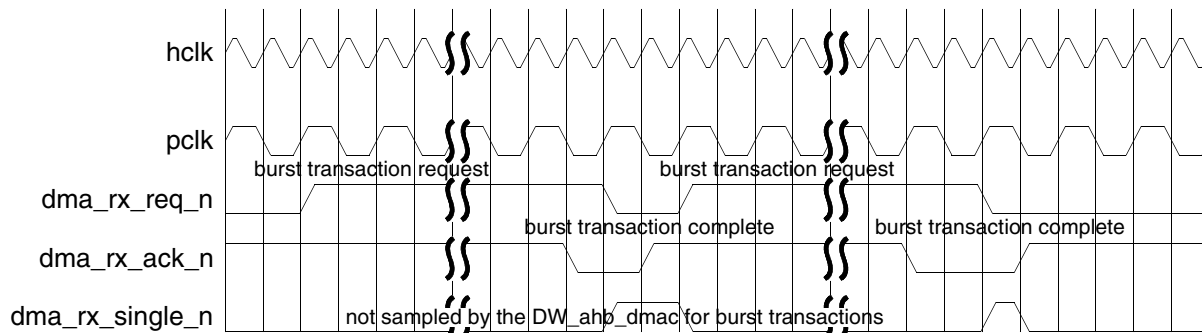 hclk
pclk
burst transaction request burst transaction request
dma_rx_req_n
burst transaction complete burst transaction complete
dma_rx_ack_n
dma_rx_single_n not sampled by the DW_ahb_dmac for burst transactions